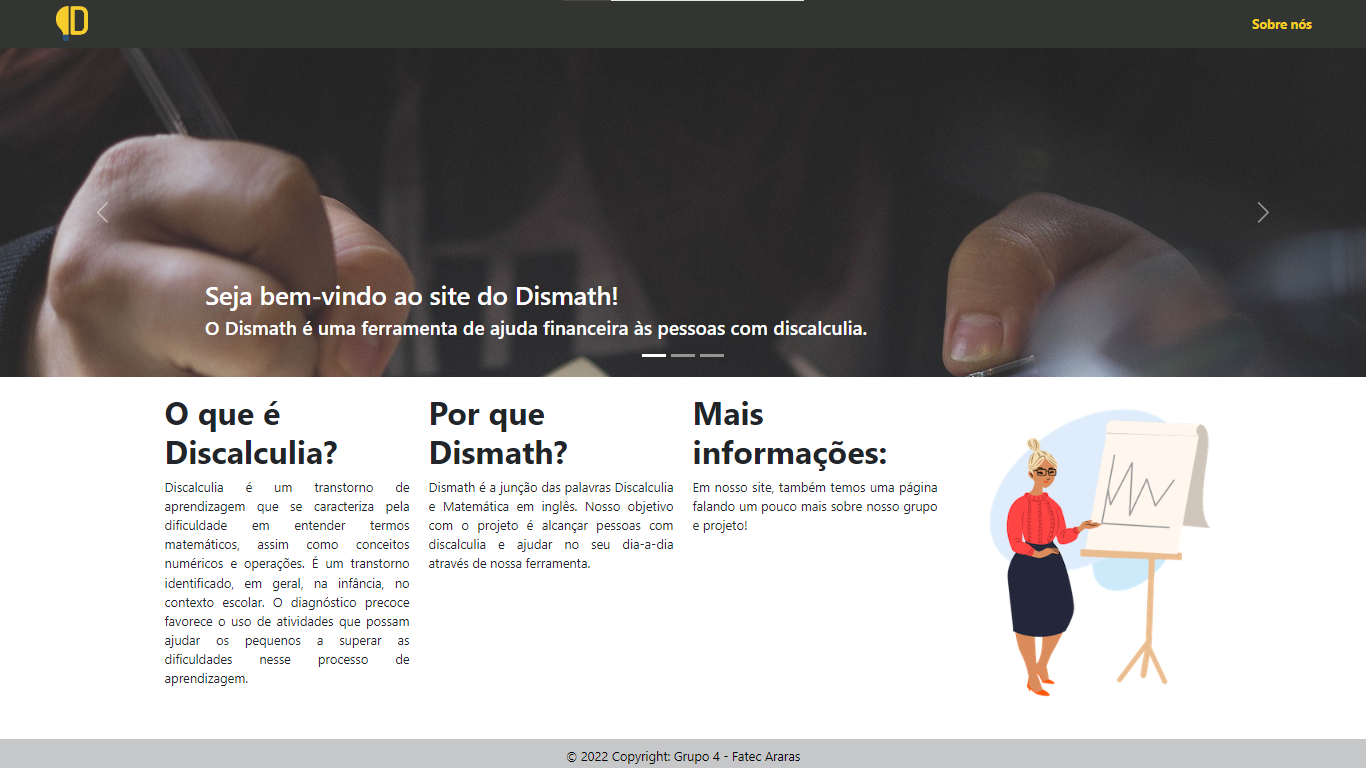 D
Sobre nós
Seja bem-vindo ao site do Dismath!
O Dismath é uma ferramenta de ajuda financeira às pessoas com discalculia.
O que é
Discalculia?
Discalculia é um transtorno de
aprendizagem que se caracteriza pela
dificuldade em entender termos
matemáticos, assim como conceitos
numéricos e operações. É um transtorno
identificado, em geral, na infância, no
contexto escolar. O diagnóstico precoce
favorece o uso de atividades que possam
ajudar os pequenos a superar as
dificuldades nesse processo de
aprendizagem.
Por que
Dismath?
Dismath é a junção das palavras Discalculia
e Matemática em inglês. Nosso objetivo
com o projeto é alcançar pessoas com
discalculia e ajudar no seu dia-a-dia
através de nossa ferramenta.
Mais
informações:
Em nosso site, também temos uma página
falando um pouco mais sobre nosso grupo
e projeto!
© 2022 Copyright: Grupo 4 - Fatec Araras